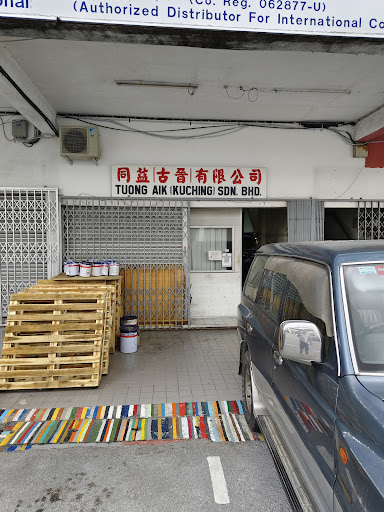 (Co. Reg. 062877-U)
(Authorized Distributor For International Co
同益(古晋)有限公司
TUONG AIK (KUCHING) SDN. BHD.